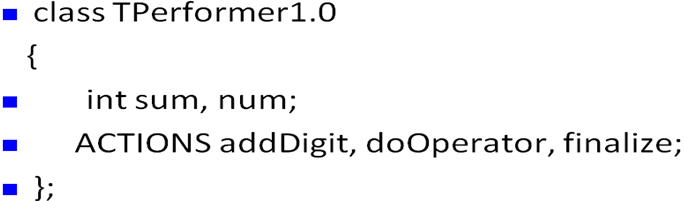 class TPerformer1.0
{
int sum, num;
ACTIONS addDigit, doOperator, finalize;
};